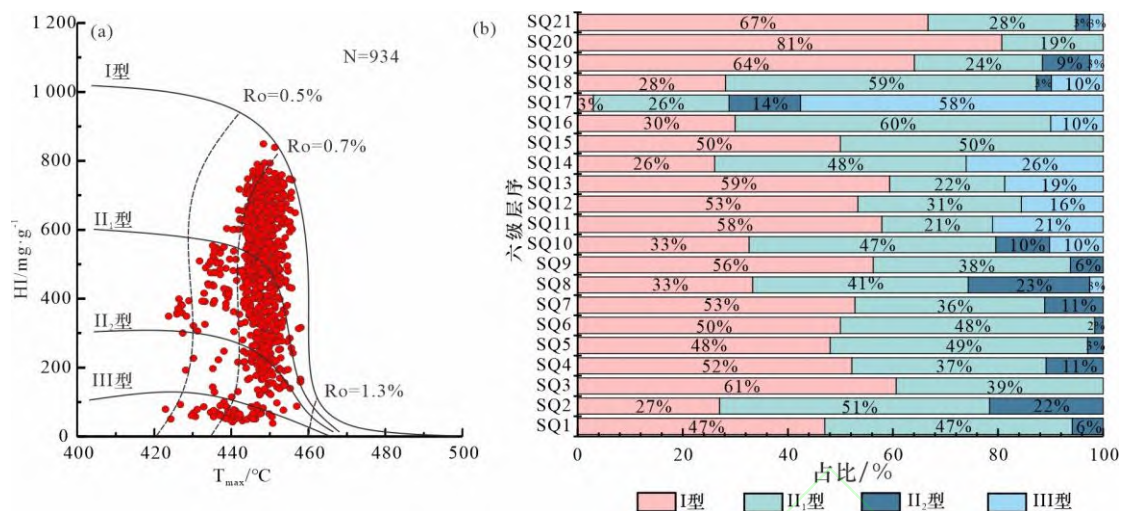 (a)
N=934
I型
Ro=0.5%
Ro=0.7%
II₁型
II₂型
III型
Ro=1.3%
1 200
1 000
800
600
400
200
0
HI/mg·g⁻¹
400 420 440 460 480 500
Tmax/°C
(b)
六级层序
SQ21 67% 28% 3% 3%
SQ20 81% 19%
SQ19 64% 24% 9% 3%
SQ18 28% 59% 3% 10%
SQ17 3% 26% 14% 58%
SQ16 30% 60% 10%
SQ15 50% 50%
SQ14 26% 48% 26%
SQ13 59% 22% 19%
SQ12 53% 31% 16%
SQ11 58% 21% 21%
SQ10 33% 47% 10% 10%
SQ9 56% 38% 6%
SQ8 33% 41% 23% 3%
SQ7 53% 36% 11%
SQ6 50% 48% 2%
SQ5 48% 49% 3%
SQ4 52% 37% 11%
SQ3 61% 39%
SQ2 27% 51% 22%
SQ1 47% 47% 6%
0 20 40 60 80 100
占比/%
I型 II₁型 II₂型 III型